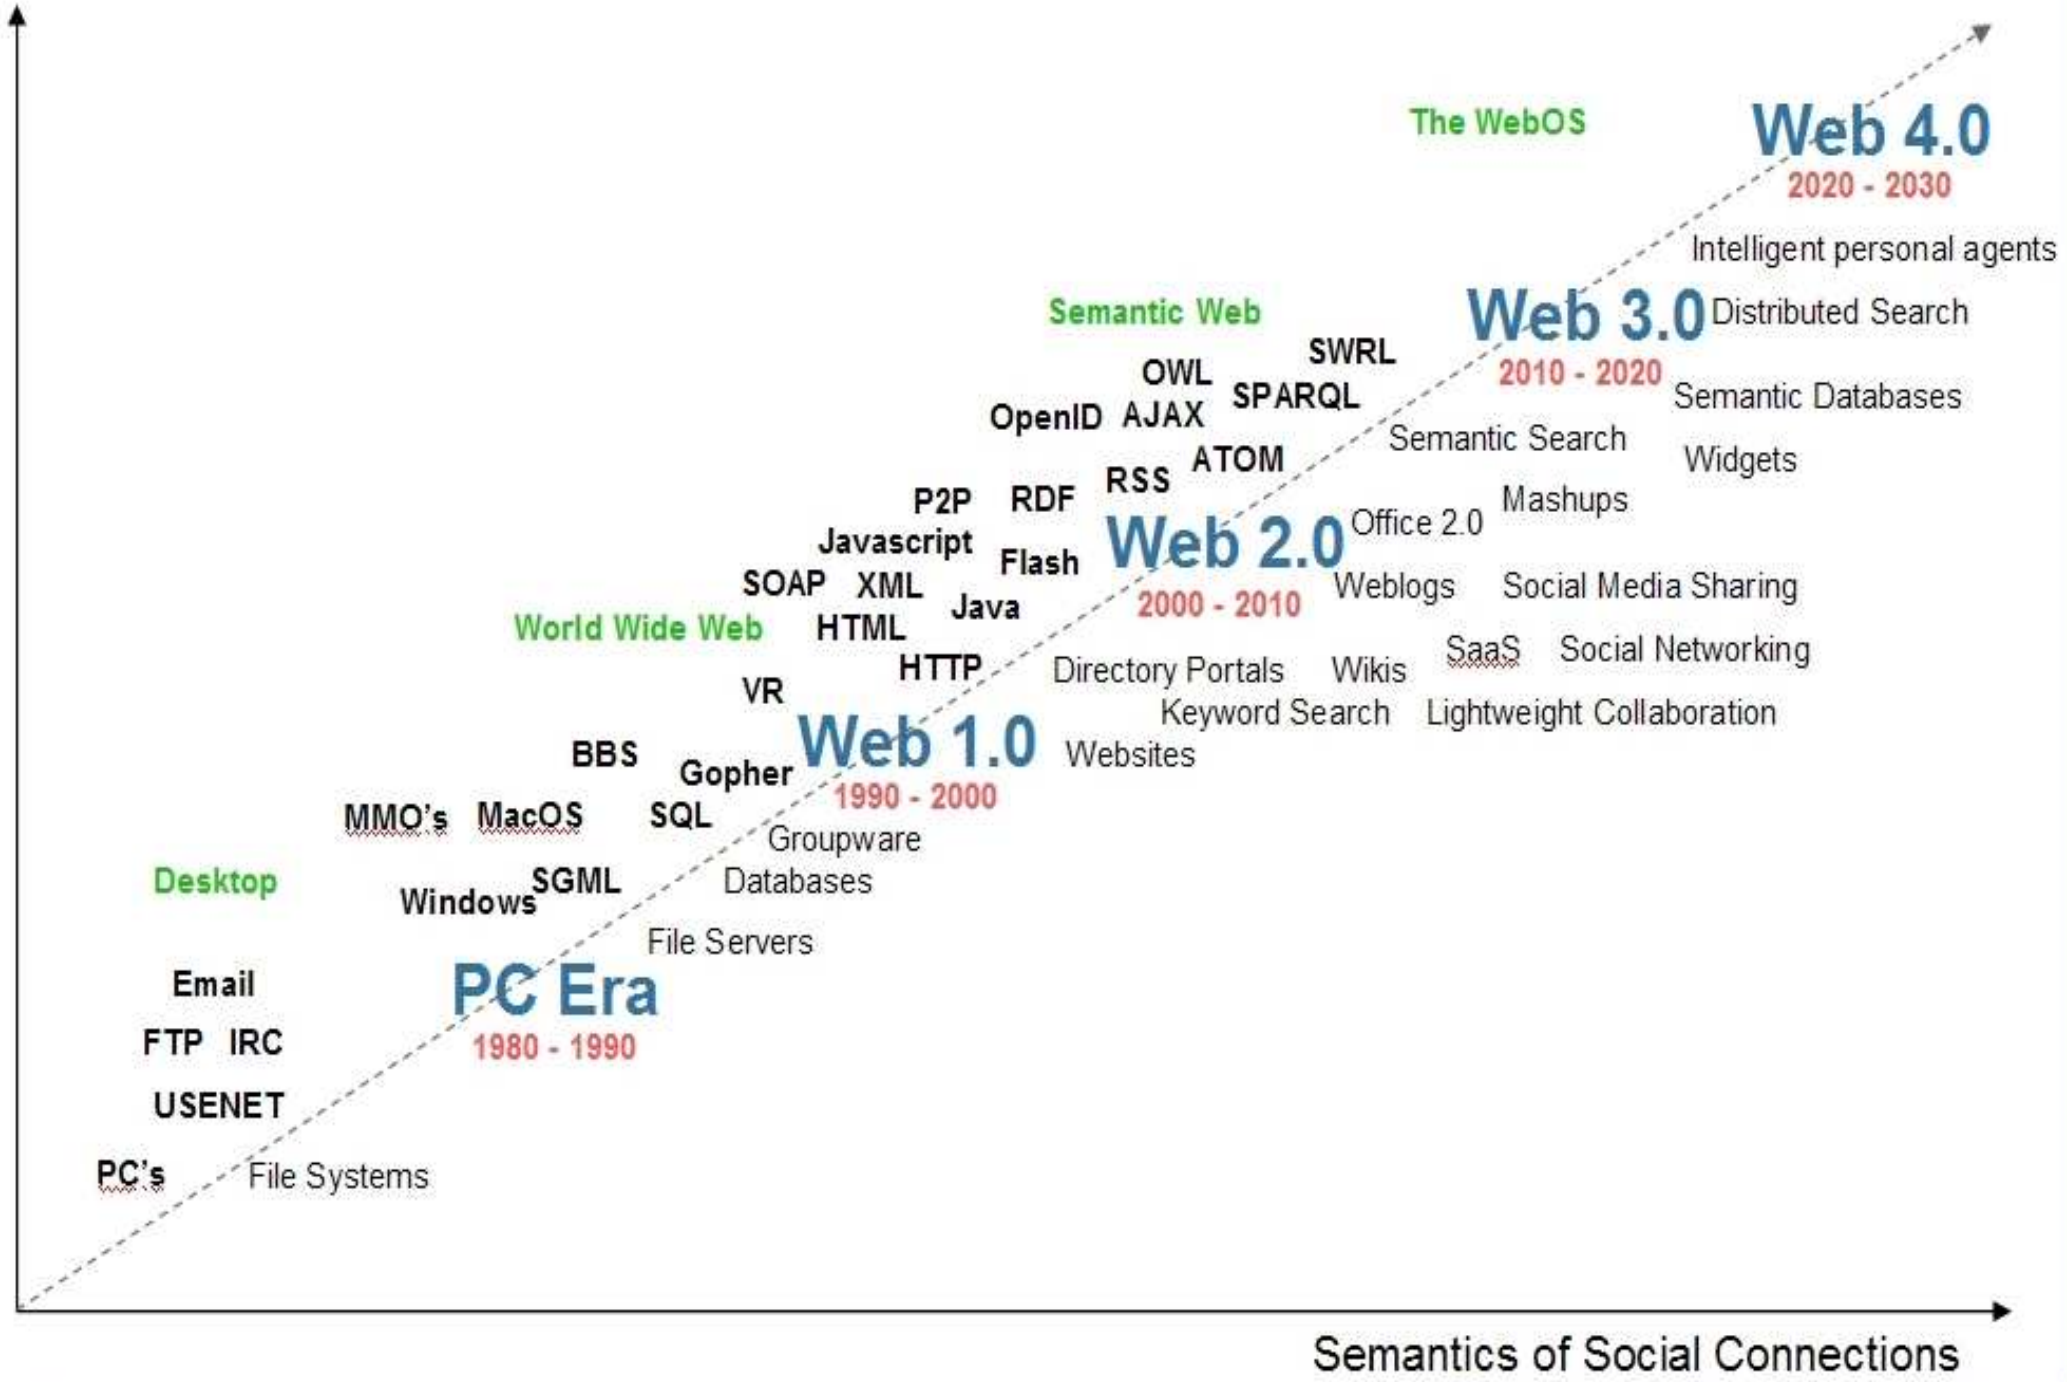 The WebOS
Web 4.0
2020 - 2030
Intelligent personal agents
Semantic Web
Web 3.0
Distributed Search
2010 - 2020
SWRL
OWL
SPARQL
Semantic Databases
OpenID
AJAX
Semantic Search
ATOM
Widgets
RSS
P2P
RDF
Mashups
Web 2.0
Office 2.0
Javascript
Flash
SOAP
XML
Weblogs
Social Media Sharing
2000 - 2010
Java
World Wide Web
HTML
SaaS
Social Networking
HTTP
Directory Portals
Wikis
VR
Keyword Search
Lightweight Collaboration
Web 1.0
Websites
BBS
Gopher
1990 - 2000
MMO's
MacOS
SQL
Groupware
Desktop
SGML
Databases
Windows
File Servers
Email
PC Era
1980 - 1990
FTP
IRC
USENET
PC's
File Systems
Semantics of Social Connections